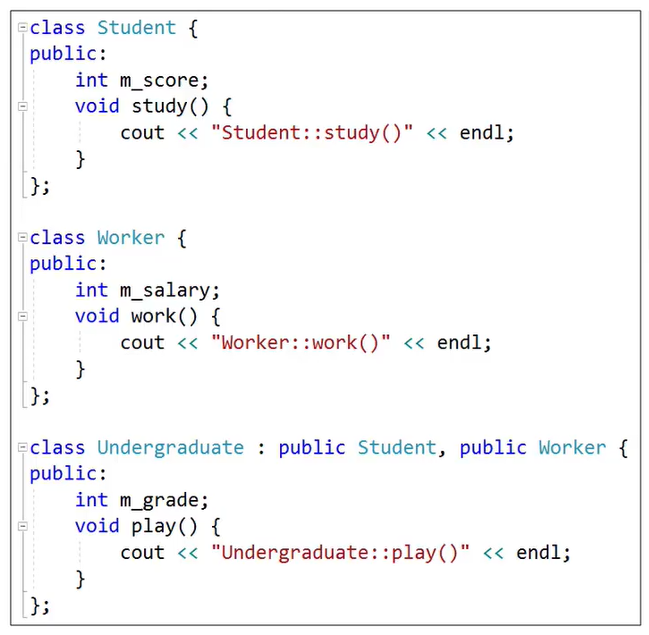 class Student {
public:
    int m_score;
    void study() {
        cout << "Student::study()" << endl;
    }
};

class Worker {
public:
    int m_salary;
    void work() {
        cout << "Worker::work()" << endl;
    }
};

class Undergraduate : public Student, public Worker {
public:
    int m_grade;
    void play() {
        cout << "Undergraduate::play()" << endl;
    }
};